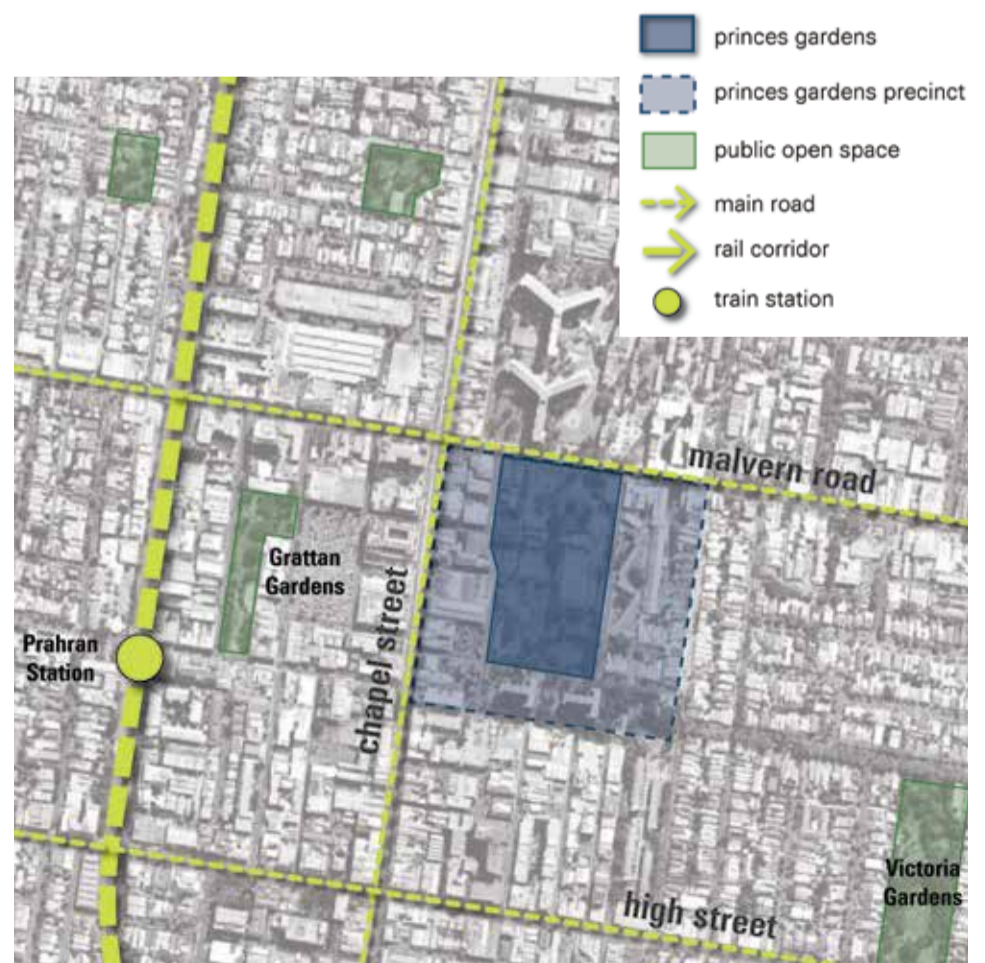 princes gardens
princes gardens precinct
public open space
main road
rail corridor
train station
malvern road
Grattan
Gardens
chapel street
Prahran
Station
Victoria
Gardens
high street